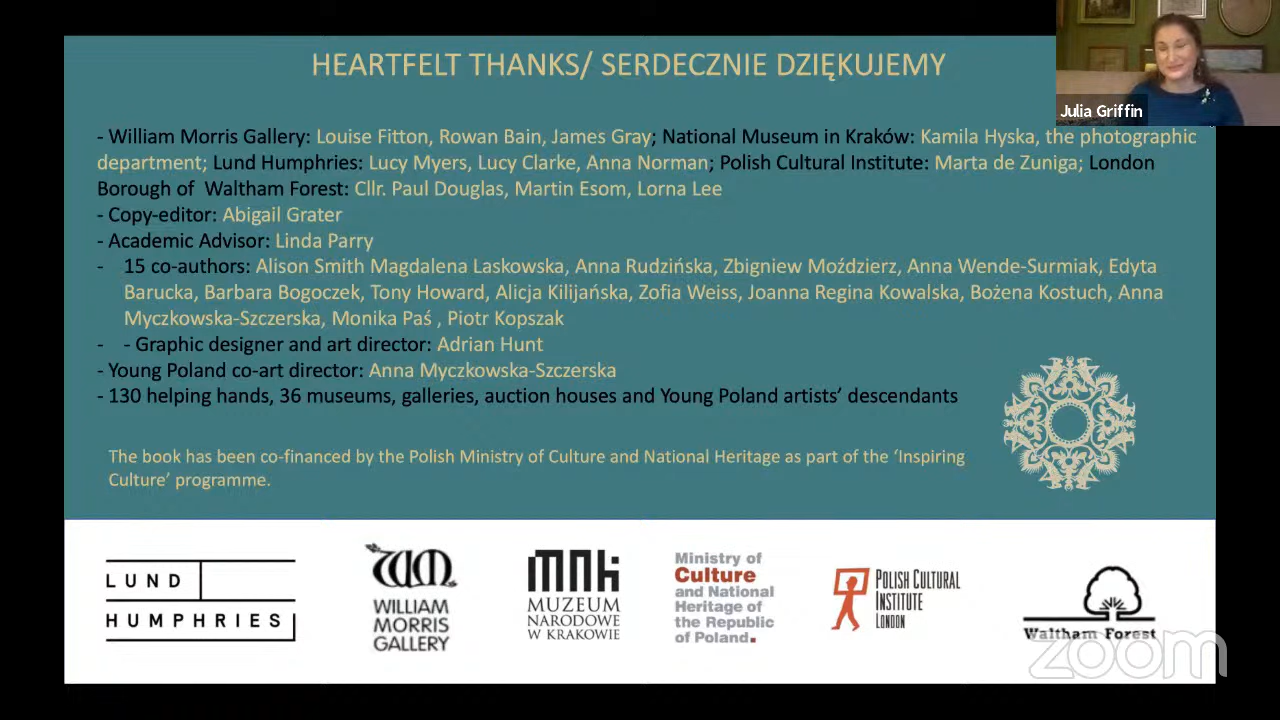 HEARTFELT THANKS/ SERDECZNIE DZIĘKUJEMY
Julia Griffin
- William Morris Gallery: Louise Fitton, Rowan Bain, James Gray; National Museum in Kraków: Kamila Hyska, the photographic
department; Lund Humphries: Lucy Myers, Lucy Clarke, Anna Norman; Polish Cultural Institute: Marta de Zuniga; London
Borough of Waltham Forest: Cllr. Paul Douglas, Martin Esom, Lorna Lee
- Copy-editor: Abigail Grater
- Academic Advisor: Linda Parry
- 15 co-authors: Alison Smith Magdalena Laskowska, Anna Rudzińska, Zbigniew Moździerz, Anna Wende-Surmiak, Edyta
Barucka, Barbara Bogoczek, Tony Howard, Alicja Kilijańska, Zofia Weiss, Joanna Regina Kowalska, Bożena Kostuch, Anna
Myczkowska-Szczerska, Monika Paś , Piotr Kopszak
- - Graphic designer and art director: Adrian Hunt
- Young Poland co-art director: Anna Myczkowska-Szczerska
- 130 helping hands, 36 museums, galleries, auction houses and Young Poland artists’ descendants
The book has been co-financed by the Polish Ministry of Culture and National Heritage as part of the ‘Inspiring
Culture’ programme.
LUND
HUMPHRIES
WM
WILLIAM
MORRIS
GALLERY
mnk
MUZEUM
NARODOWE
W KRAKOWIE
Ministry of
Culture
and National
Heritage of
the Republic
of Poland.
POLISH CULTURAL
INSTITUTE
LONDON
Waltham Forest
zoom